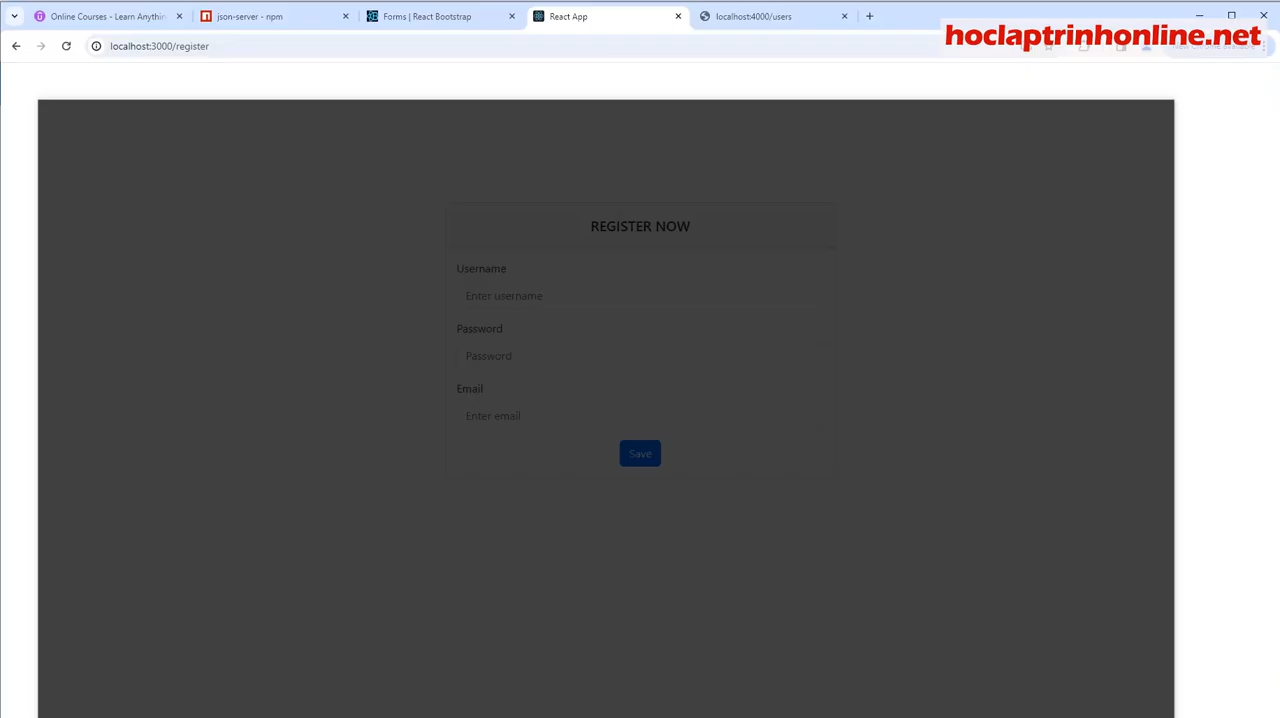 Online Courses - Learn Anythin
json-server - npm
Forms | React Bootstrap
React App
localhost:4000/users
localhost:3000/register
hoclaptrinhonline.net
REGISTER NOW
Username
Enter username
Password
Password
Email
Enter email
Save